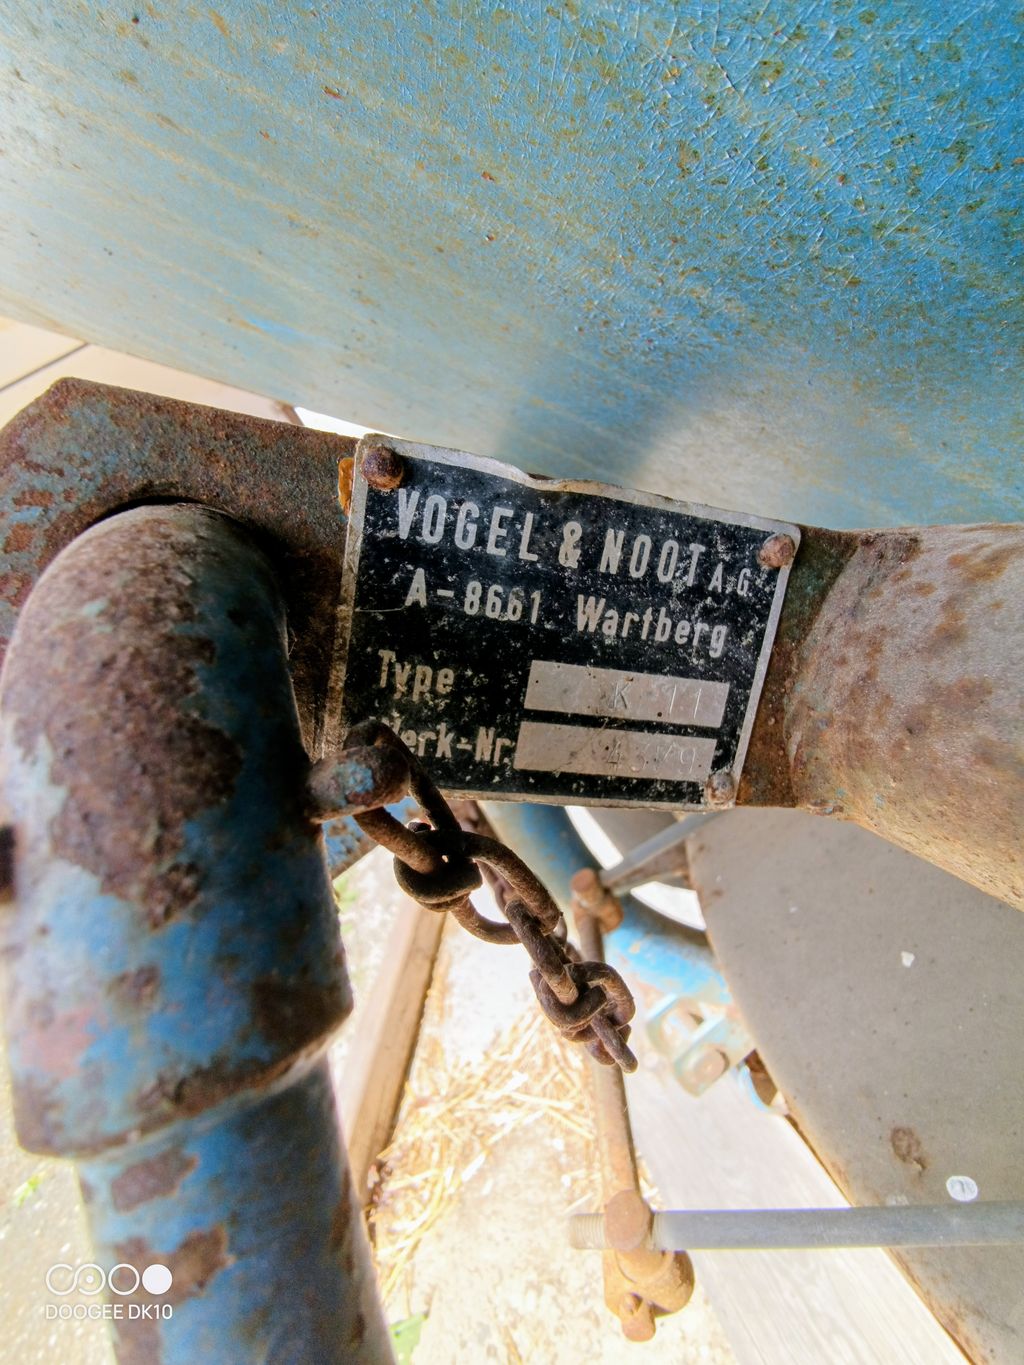 VOGEL & NOOT A.G
A-8661 Wartberg
Type K 11
Werk-Nr.
DOOGEE DK10